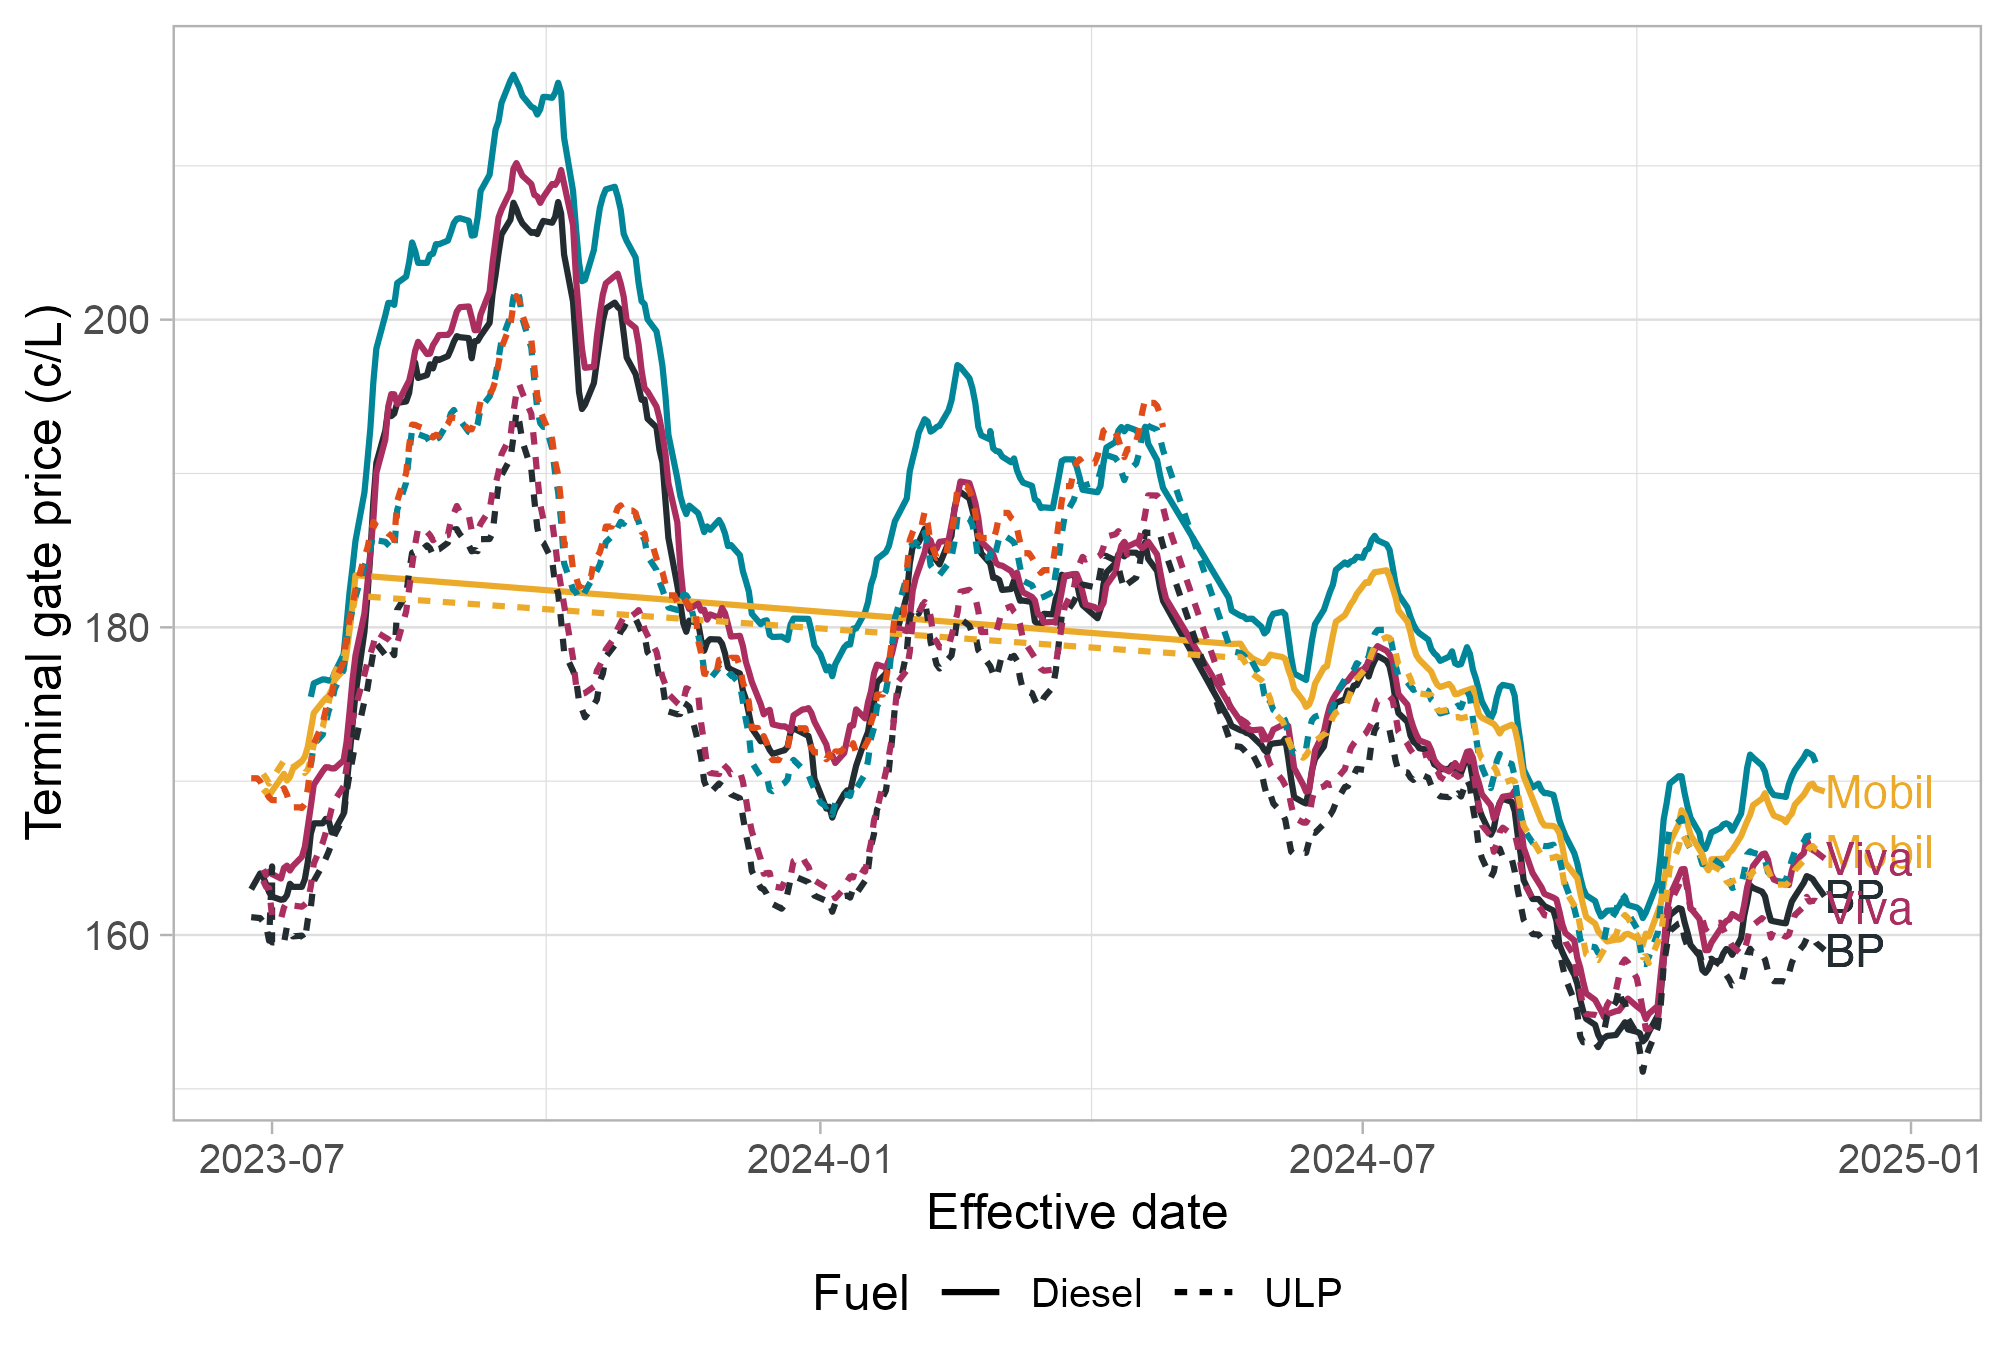 Terminal gate price (c/L)
200
180
160
Mobil
Mobil
Viva
BP
Viva
BP
2023-07
2024-01
2024-07
2025-01
Effective date
Fuel Diesel ULP